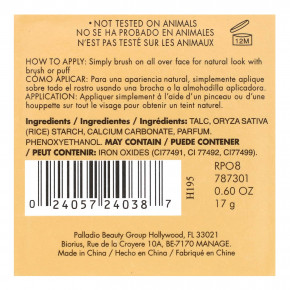 • NOT TESTED ON ANIMALS
NO SE HA PROBADO EN ANIMALES
N'EST PAS TESTÉ SUR LES ANIMAUX
12M
HOW TO APPLY: Simply brush on all over face for natural look with
brush or puff
CÓMO APLICAR: Para una apariencia natural, simplemente aplique
sobre todo el rostro usando una brocha o la almohadilla aplicadora.
APPLICATION: Appliquer simplement à l'aide d'un pinceau ou d'une
houppette sur tout le visage pour obtenir un teint naturel.
Ingredients / Ingredientes / Ingrédients: TALC, ORYZA SATIVA
(RICE) STARCH, CALCIUM CARBONATE, PARFUM,
PHENOXYETHANOL. MAY CONTAIN / PUEDE CONTENER
/ PEUT CONTENIR: IRON OXIDES (CI77491, CI 77492, CI77499).
0 24057 24038 7
H195
RPO8
787301
0.60 OZ
17 g
Palladio Beauty Group Hollywood, FL 33021
Biorius, Rue le Corrège 10A, BE-7170 MANAGE.
Made in China / Hecho en China / Fabriqué en Chine